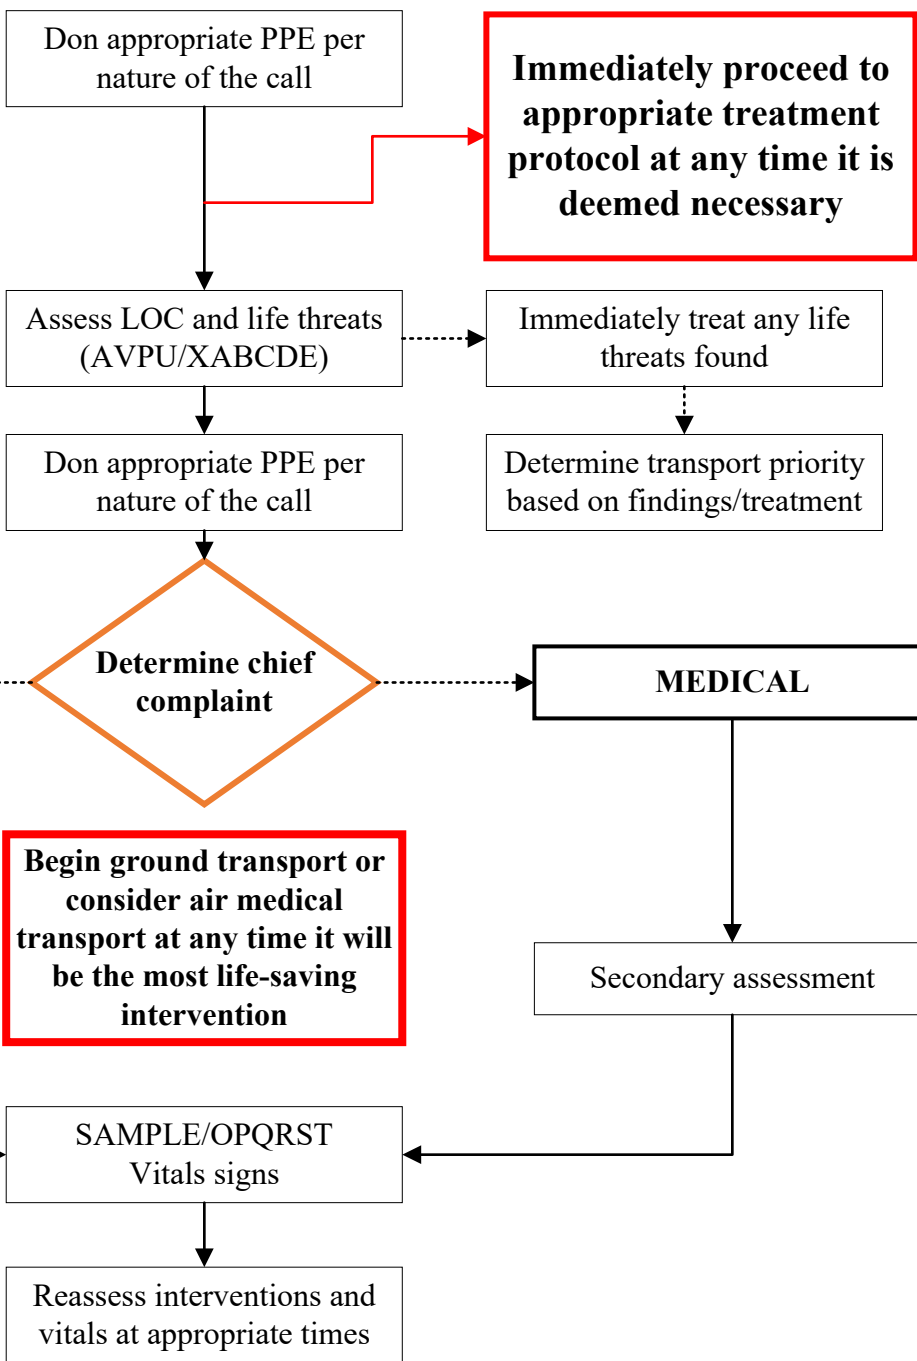 Don appropriate PPE per
nature of the call
Immediately proceed to
appropriate treatment
protocol at any time it is
deemed necessary
Assess LOC and life threats
(AVPU/XABCDE)
Immediately treat any life
threats found
Don appropriate PPE per
nature of the call
Determine transport priority
based on findings/treatment
Determine chief
complaint
MEDICAL
Begin ground transport or
consider air medical
transport at any time it will
be the most life-saving
intervention
Secondary assessment
SAMPLE/OPQRST
Vitals signs
Reassess interventions and
vitals at appropriate times